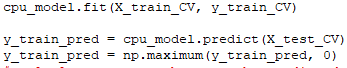 cpu_model.fit(X_train_CV, y_train_CV)
y_train_pred = cpu_model.predict(X_test_CV)
y_train_pred = np.maximum(y_train_pred, 0)